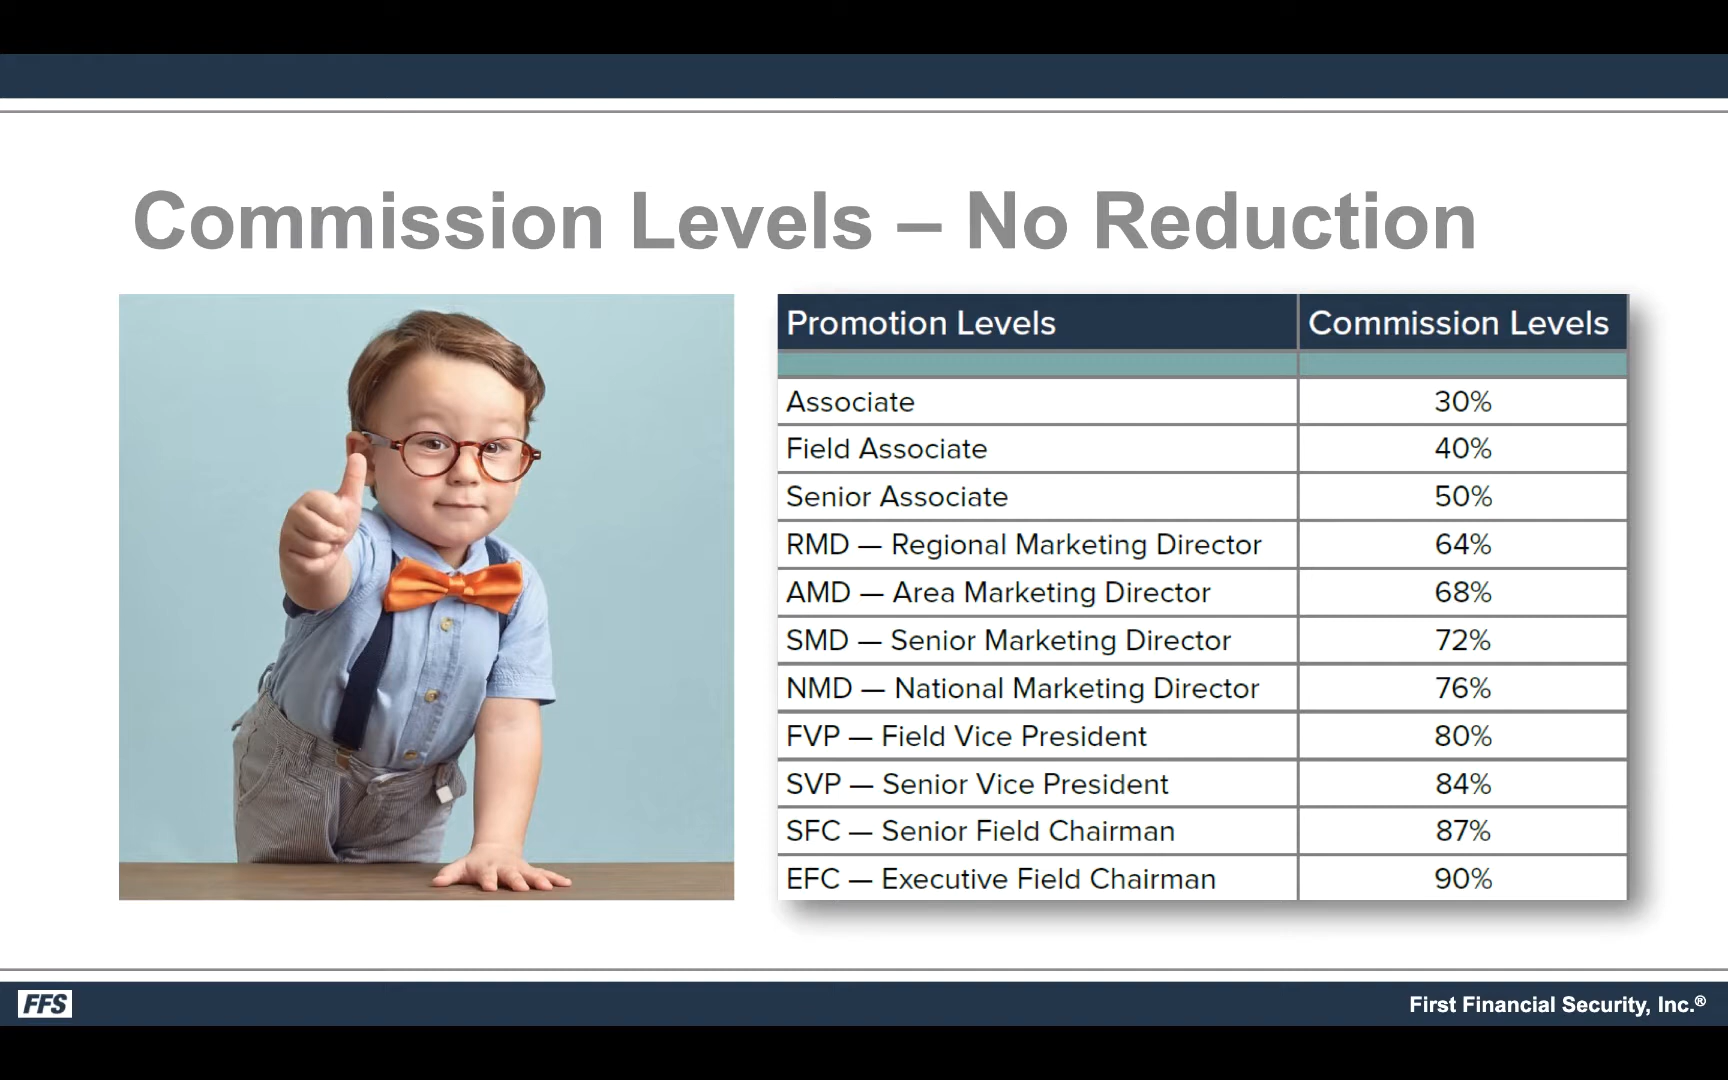 Commission Levels – No Reduction
Promotion Levels Commission Levels
Associate 30%
Field Associate 40%
Senior Associate 50%
RMD — Regional Marketing Director 64%
AMD — Area Marketing Director 68%
SMD — Senior Marketing Director 72%
NMD — National Marketing Director 76%
FVP — Field Vice President 80%
SVP — Senior Vice President 84%
SFC — Senior Field Chairman 87%
EFC — Executive Field Chairman 90%
FFS
First Financial Security, Inc.®